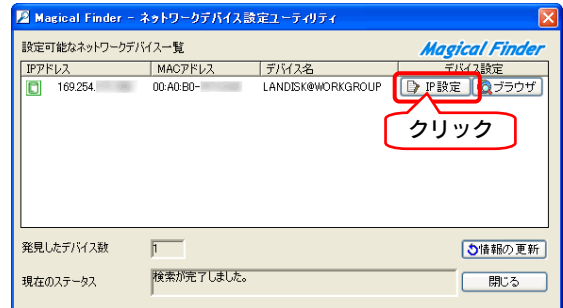 Magical Finder - ネットワークデバイス設定ユーティリティ
設定可能なネットワークデバイス一覧
Magical Finder
IPアドレス MACアドレス デバイス名 デバイス設定
169.254. 00:A0:B0- LANDISK@WORKGROUP IP設定 ブラウザ
クリック
発見したデバイス数 1 情報の更新
現在のステータス 検索が完了しました。 閉じる